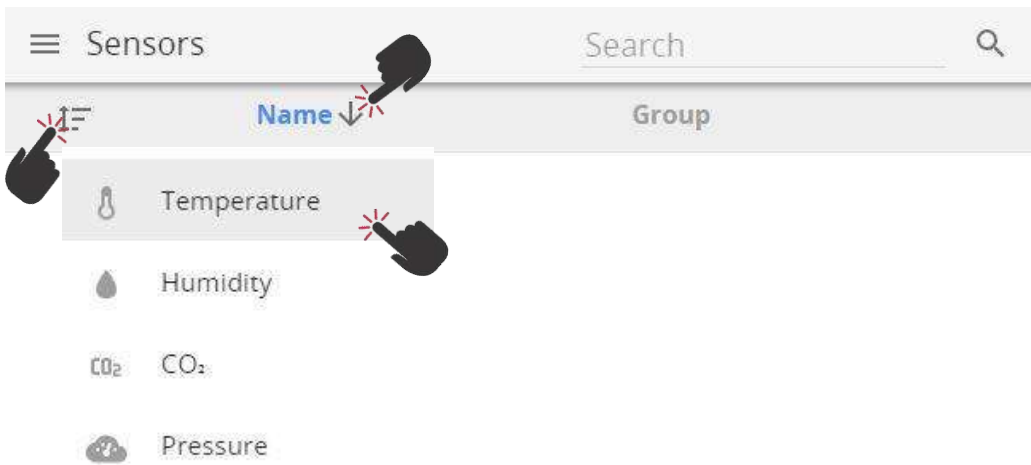 Sensors Search
Name Group
Temperature
Humidity
CO₂ CO₂
Pressure